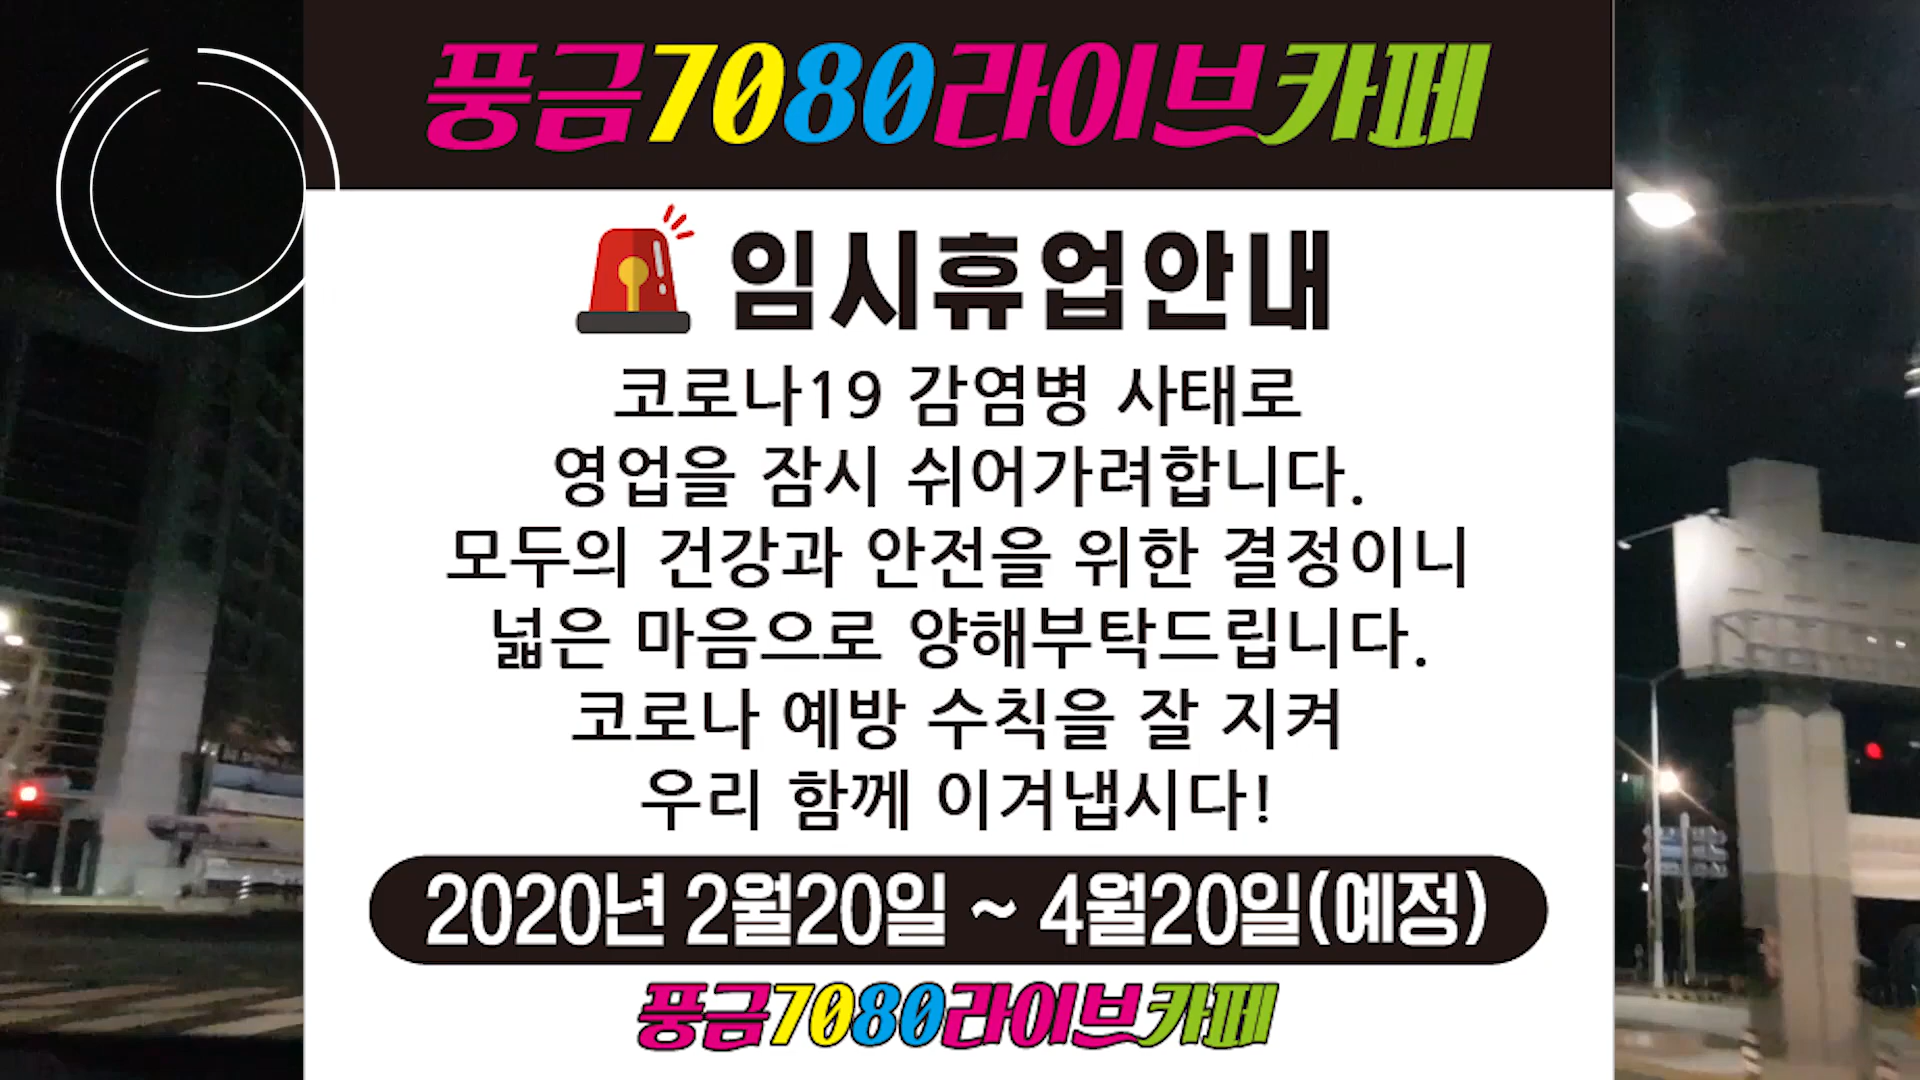 풍금7080라이브카페
임시휴업안내
코로나19 감염병 사태로
영업을 잠시 쉬어가려합니다.
모두의 건강과 안전을 위한 결정이니
넓은 마음으로 양해부탁드립니다.
코로나 예방 수칙을 잘 지켜
우리 함께 이겨냅시다!
2020년 2월20일 ~ 4월20일(예정)
풍금7080라이브카페